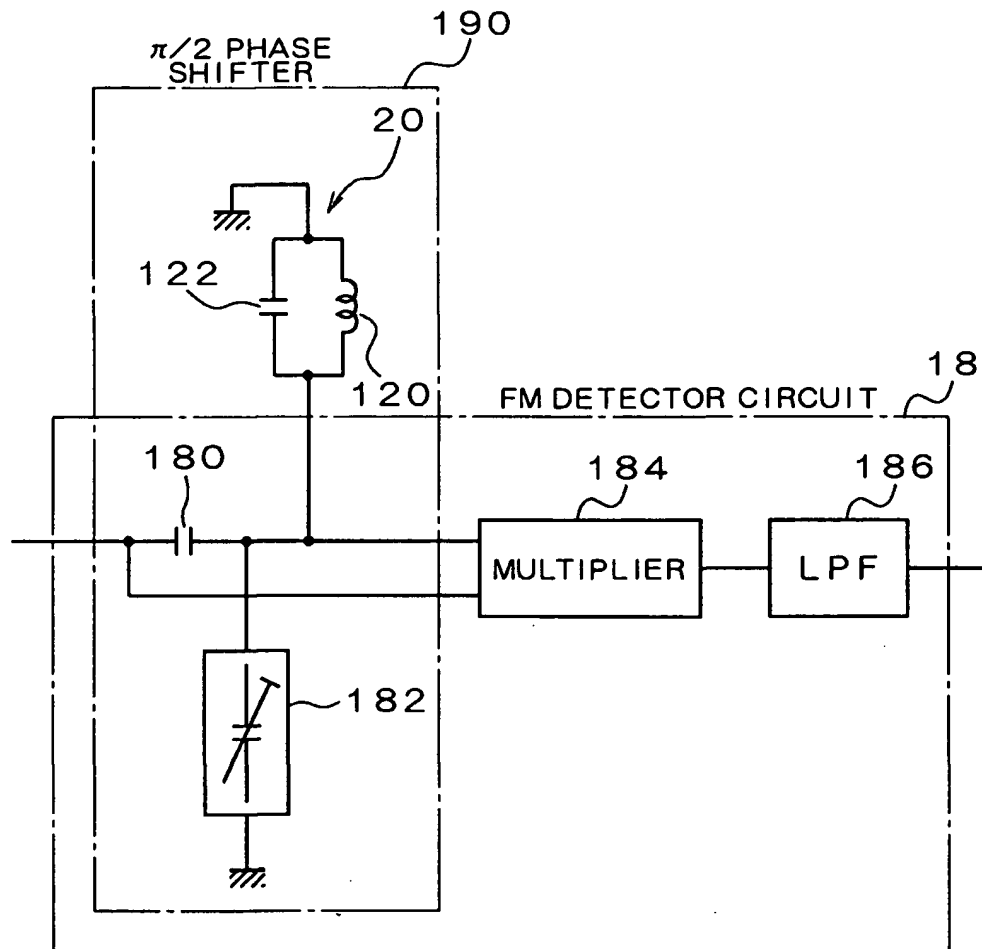 190
π/2 PHASE
SHIFTER
20
122
120
18
FM DETECTOR CIRCUIT
180
184
186
MULTIPLIER
LPF
182